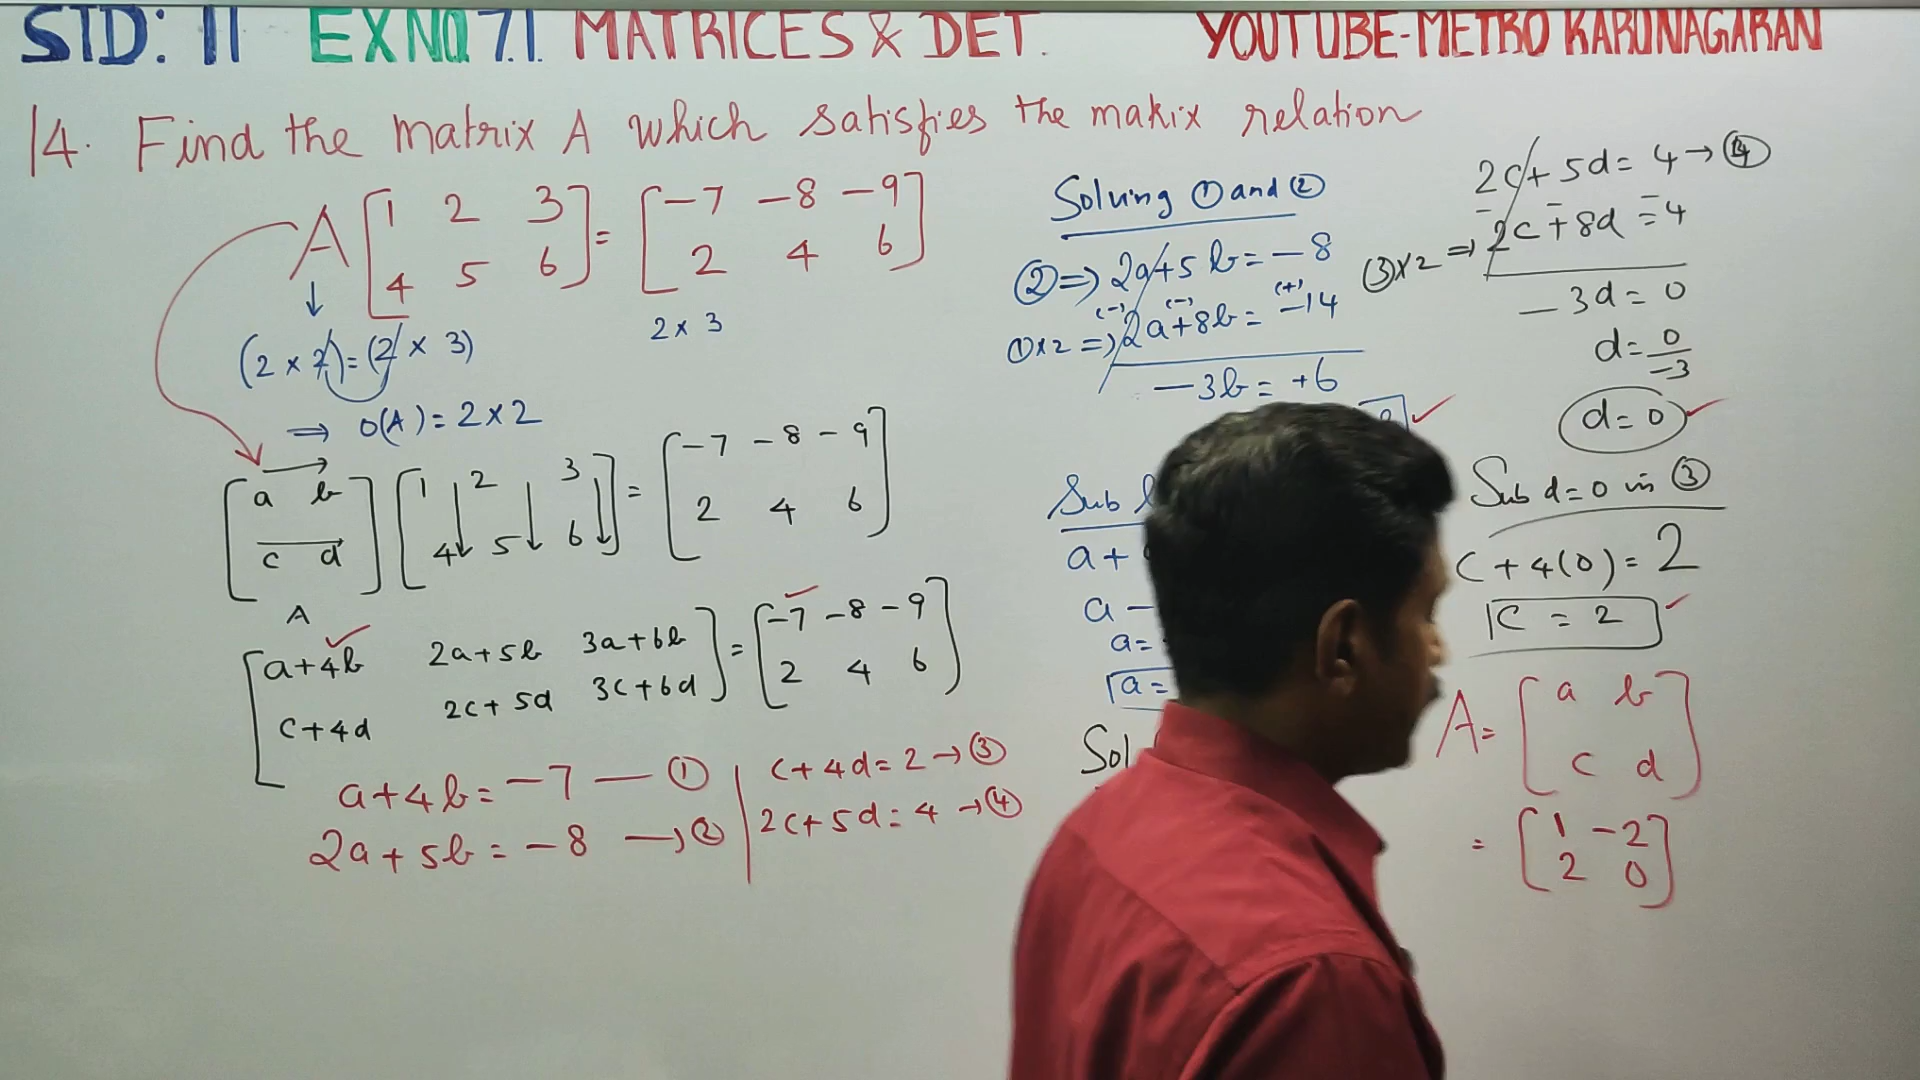 STD: 11 EXNO 7.1. MATRICES & DET. YOUTUBE-METRO KARUNAGARAN
14. Find the matrix A which satisfies the matrix relation
A [1 2 3] = [-7 -8 -9]
[4 5 6] [2 4 6]
(2 x 2) = (2 x 3)
2 x 3
⇒ O(A) = 2 x 2
[a b] [1 2 3] = [-7 -8 -9]
[c d] [4 5 6] [2 4 6]
A
[a+4b 2a+5b 3a+6b] = [-7 -8 -9]
[c+4d 2c+5d 3c+6d] [2 4 6]
a+4b = -7 — ①
2a+5b = -8 → ②
c+4d = 2 → ③
2c+5d = 4 → ④
Solving ① and ②
② ⇒ 2a+5b = -8
(-) (-) (+)
① x 2 ⇒ 2a+8b = -14
-3b = +6
Sub
a +
a -
a =
a =
Sol
2c+5d = 4 → ④
③ x 2 ⇒ 2c+8d = 4
-3d = 0
d = 0/-3
d = 0
Sub d = 0 in ③
c + 4(0) = 2
c = 2
A = [a b]
[c d]
= [1 -2]
[2 0]